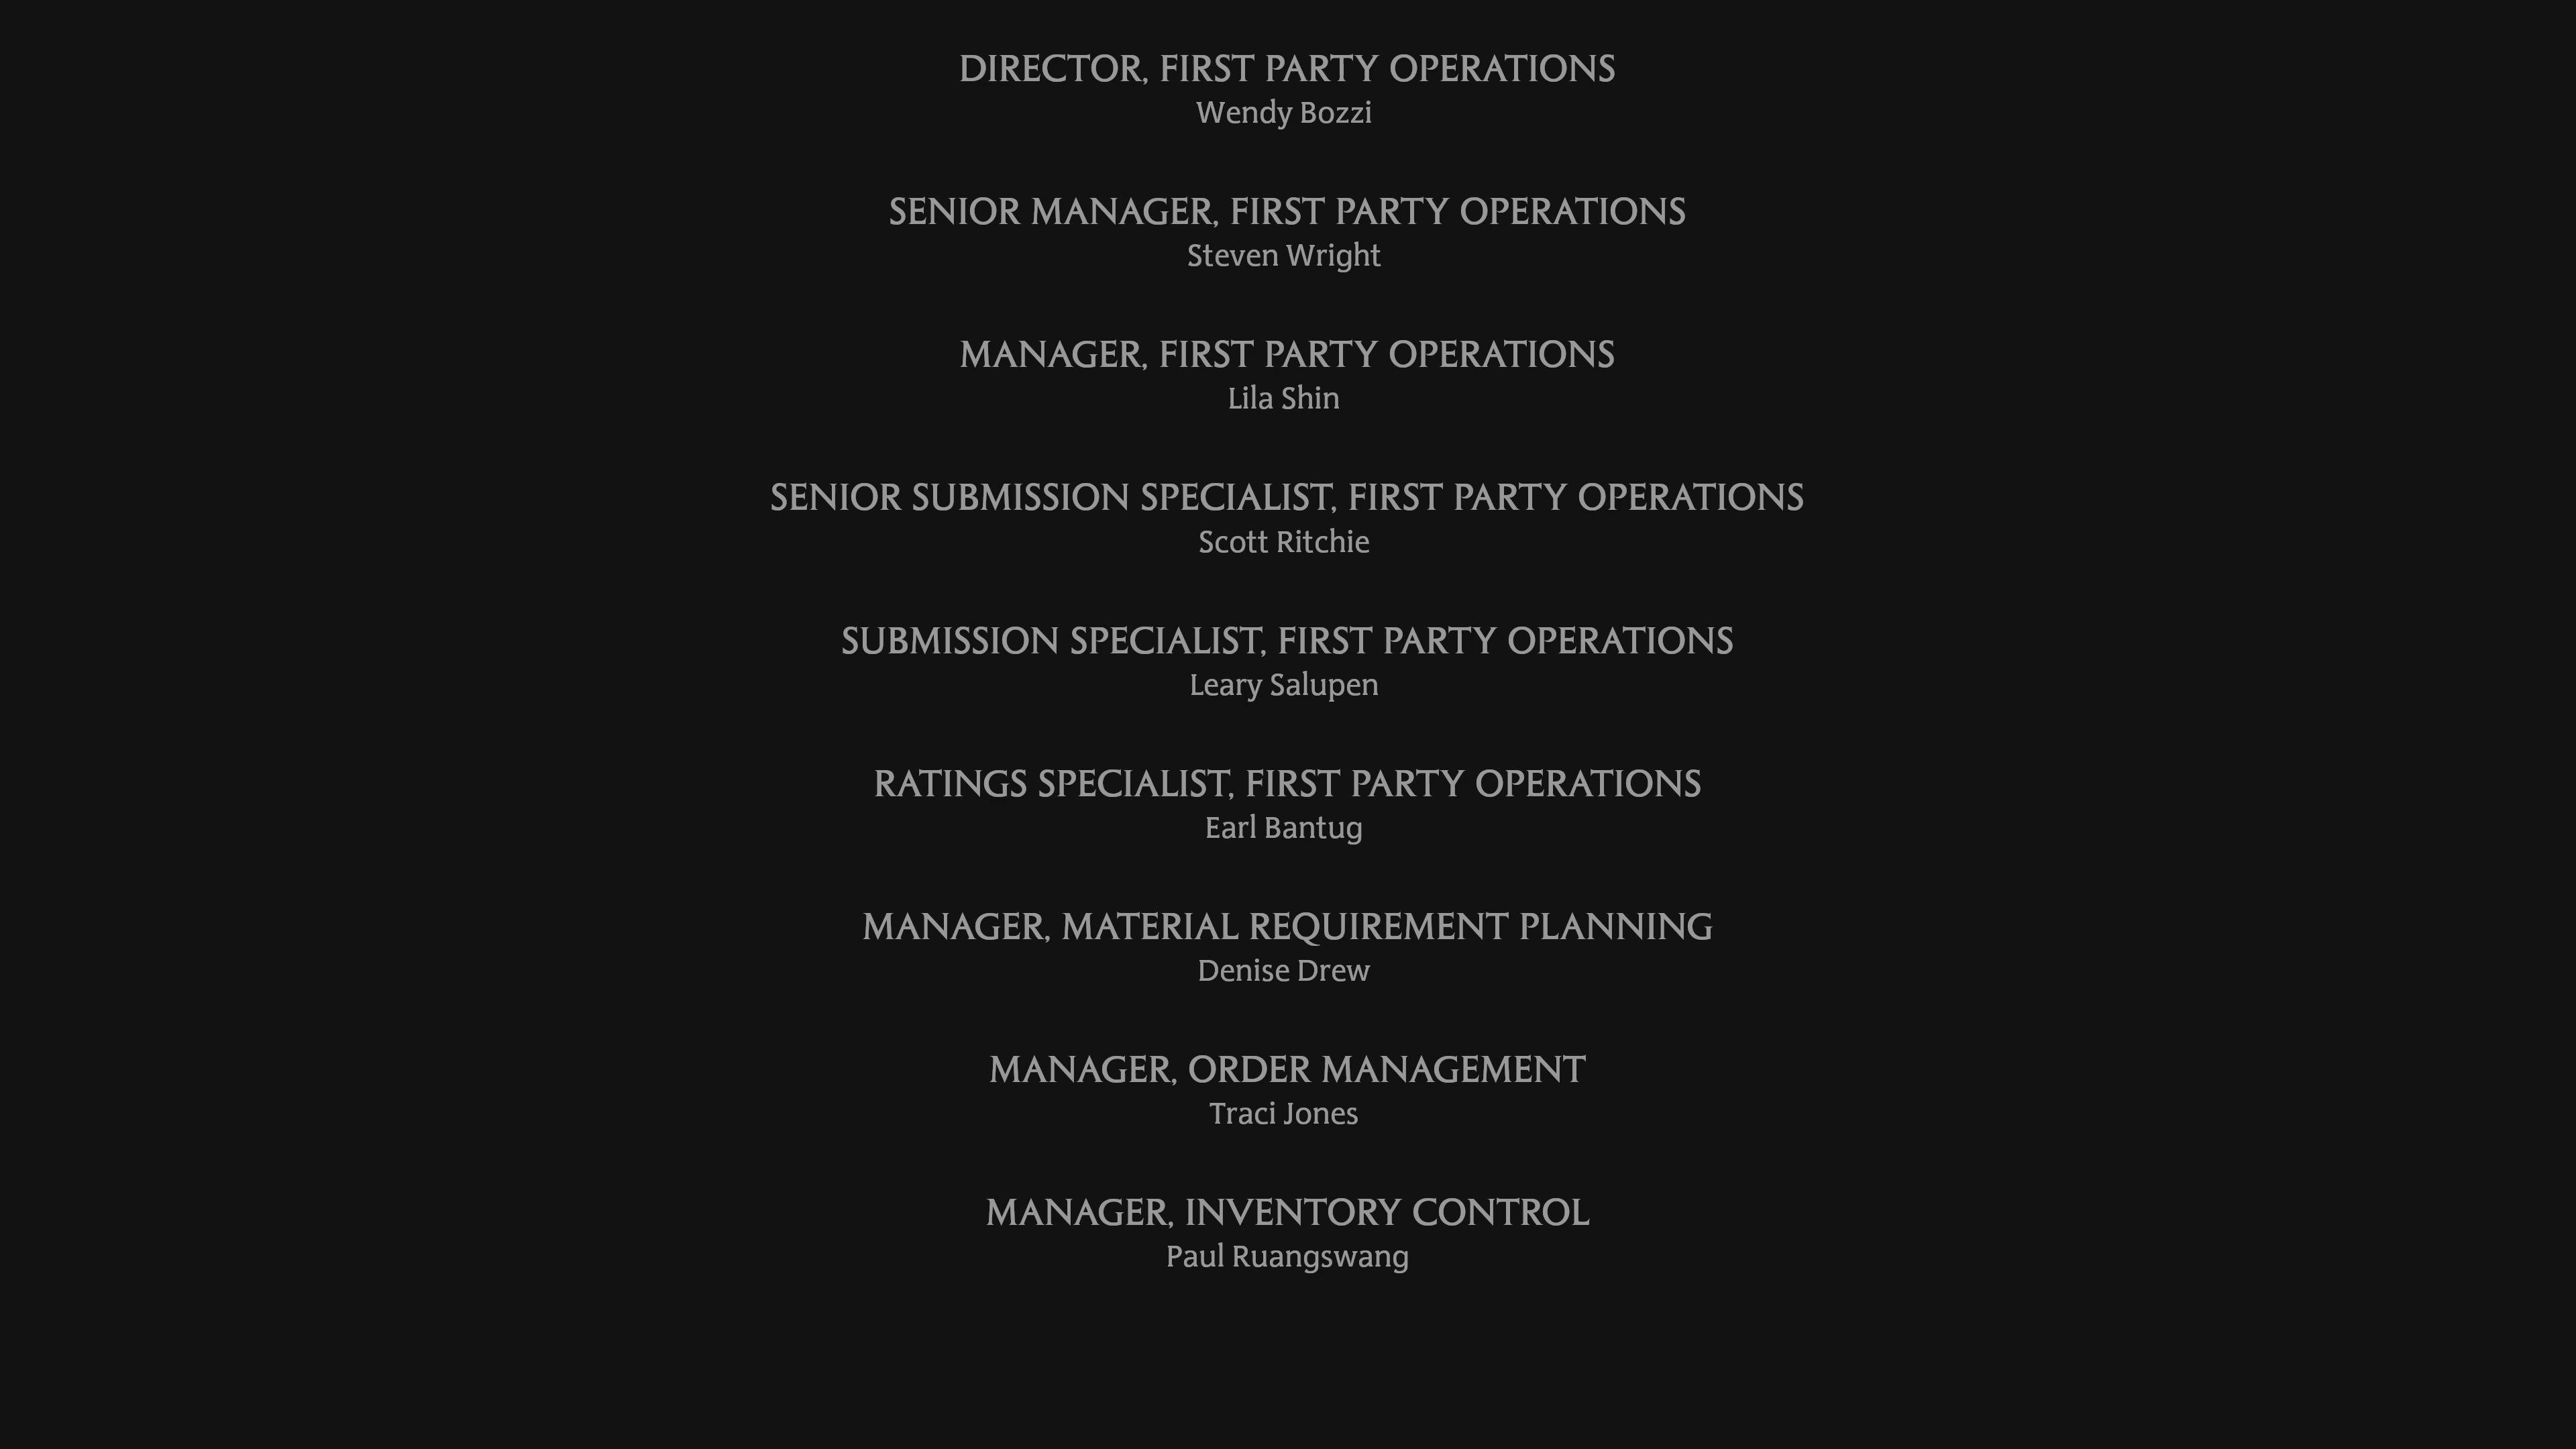 DIRECTOR, FIRST PARTY OPERATIONS
Wendy Bozzi
SENIOR MANAGER, FIRST PARTY OPERATIONS
Steven Wright
MANAGER, FIRST PARTY OPERATIONS
Lila Shin
SENIOR SUBMISSION SPECIALIST, FIRST PARTY OPERATIONS
Scott Ritchie
SUBMISSION SPECIALIST, FIRST PARTY OPERATIONS
Leary Salupen
RATINGS SPECIALIST, FIRST PARTY OPERATIONS
Earl Bantug
MANAGER, MATERIAL REQUIREMENT PLANNING
Denise Drew
MANAGER, ORDER MANAGEMENT
Traci Jones
MANAGER, INVENTORY CONTROL
Paul Ruangswang